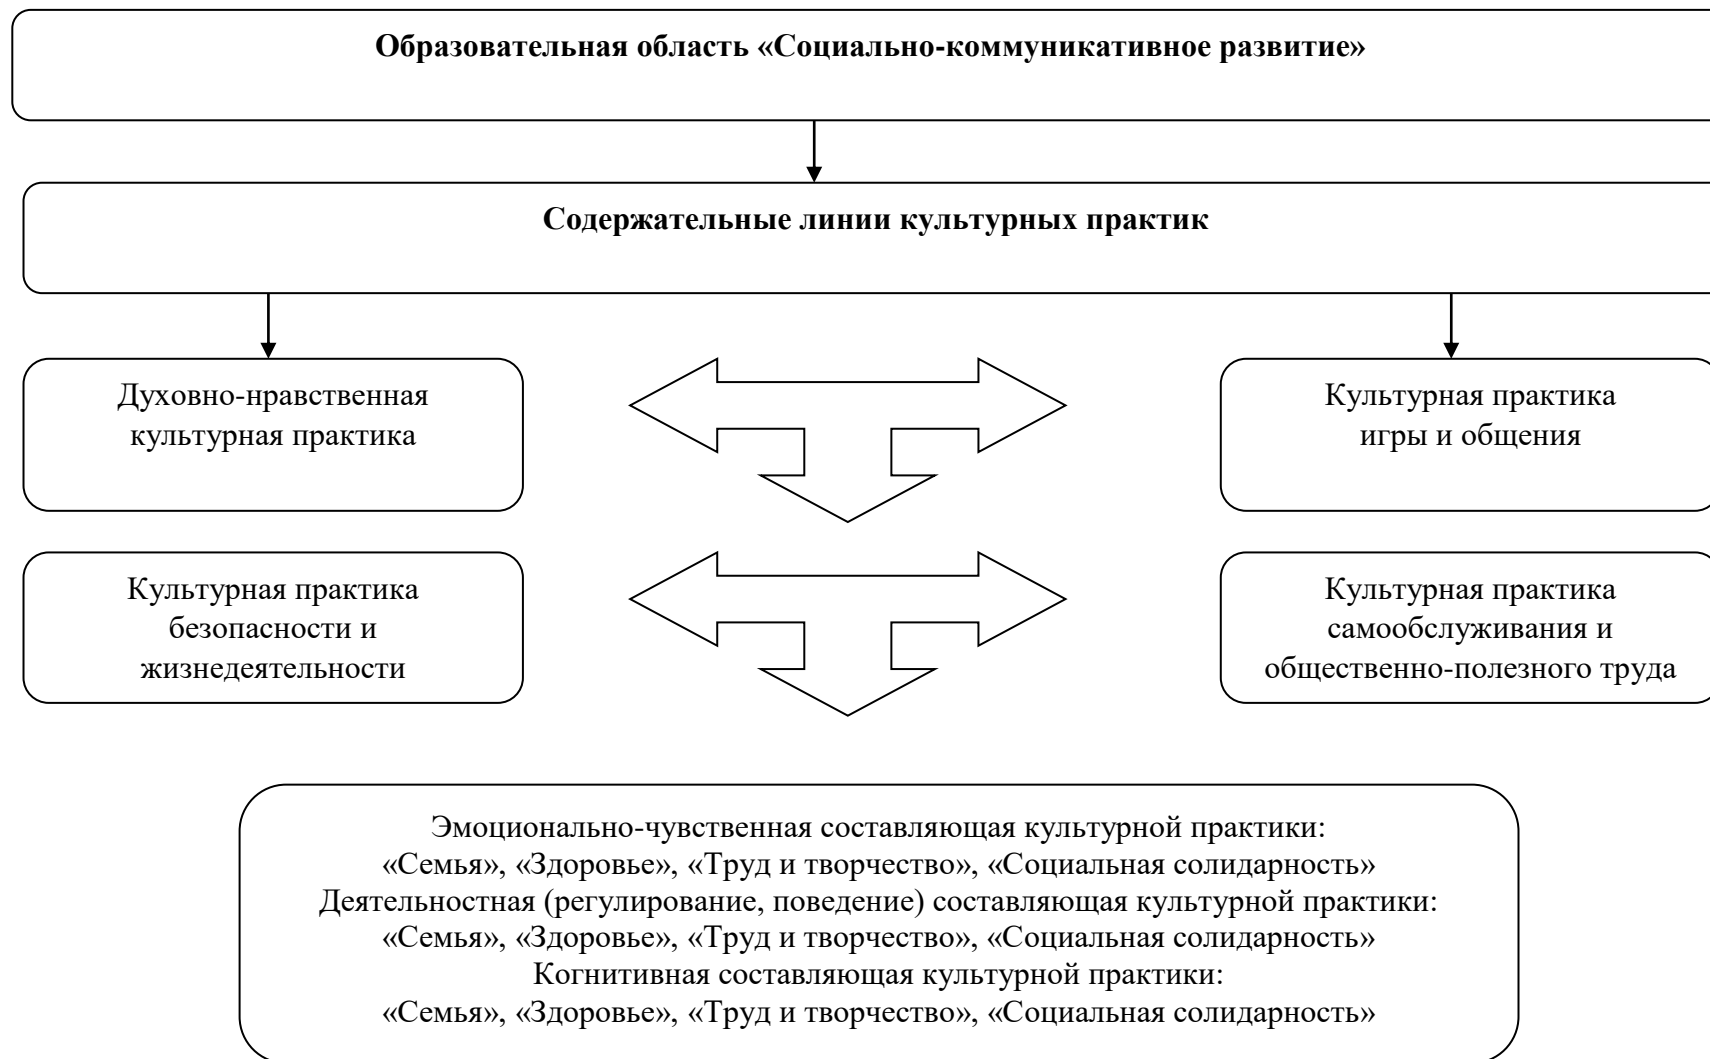 Образовательная область «Социально-коммуникативное развитие»
Содержательные линии культурных практик
Духовно-нравственная
культурная практика
Культурная практика
игры и общения
Культурная практика
безопасности и
жизнедеятельности
Культурная практика
самообслуживания и
общественно-полезного труда
Эмоционально-чувственная составляющая культурной практики:
«Семья», «Здоровье», «Труд и творчество», «Социальная солидарность»
Деятельностная (регулирование, поведение) составляющая культурной практики:
«Семья», «Здоровье», «Труд и творчество», «Социальная солидарность»
Когнитивная составляющая культурной практики:
«Семья», «Здоровье», «Труд и творчество», «Социальная солидарность»